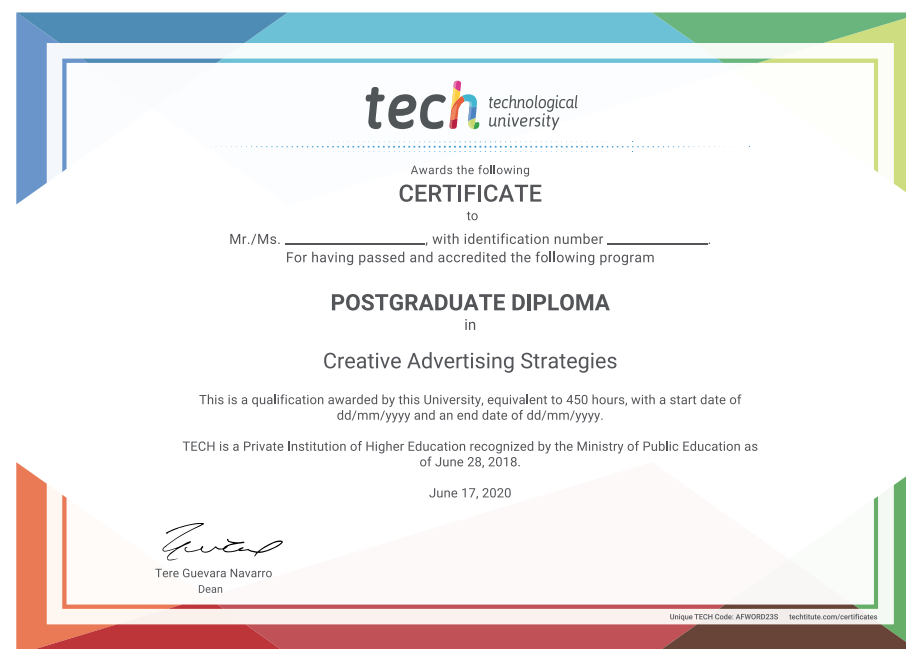 tech technological
university
Awards the following
CERTIFICATE
to
Mr./Ms. ____________________, with identification number ______________.
For having passed and accredited the following program
POSTGRADUATE DIPLOMA
in
Creative Advertising Strategies
This is a qualification awarded by this University, equivalent to 450 hours, with a start date of
dd/mm/yyyy and an end date of dd/mm/yyyy.
TECH is a Private Institution of Higher Education recognized by the Ministry of Public Education as
of June 28, 2018.
June 17, 2020
Tere Guevara Navarro
Dean
Unique TECH Code: AFWORD23S techtitute.com/certificates